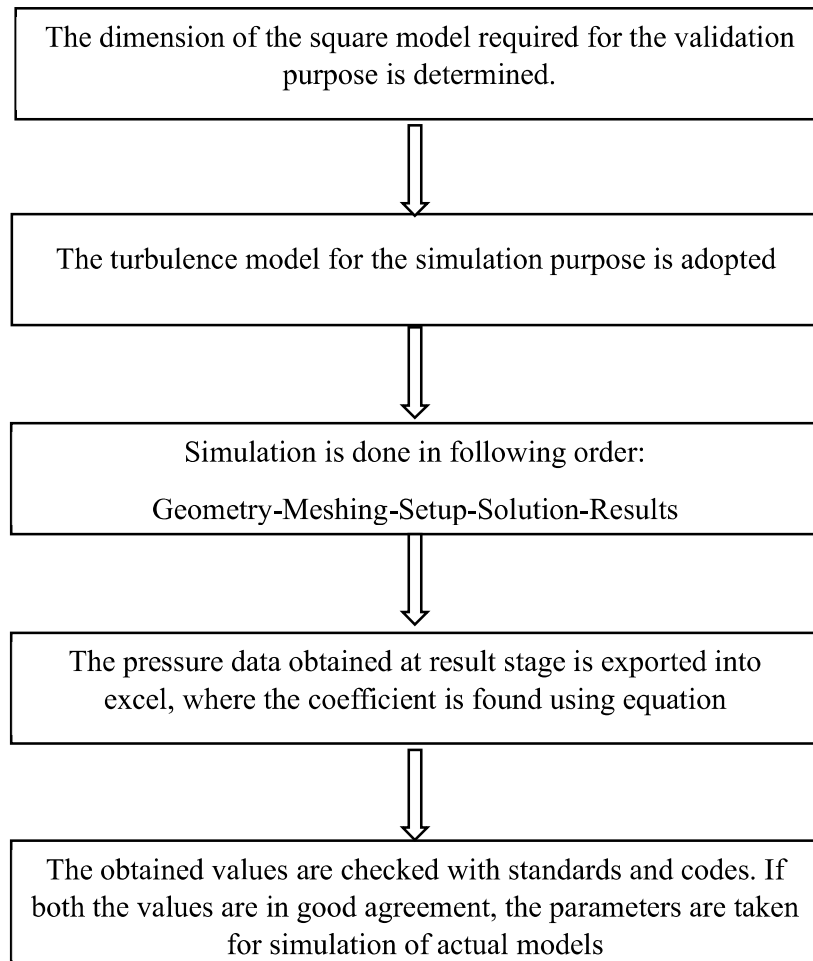 The dimension of the square model required for the validation
purpose is determined.
The turbulence model for the simulation purpose is adopted
Simulation is done in following order:
Geometry-Meshing-Setup-Solution-Results
The pressure data obtained at result stage is exported into
excel, where the coefficient is found using equation
The obtained values are checked with standards and codes. If
both the values are in good agreement, the parameters are taken
for simulation of actual models